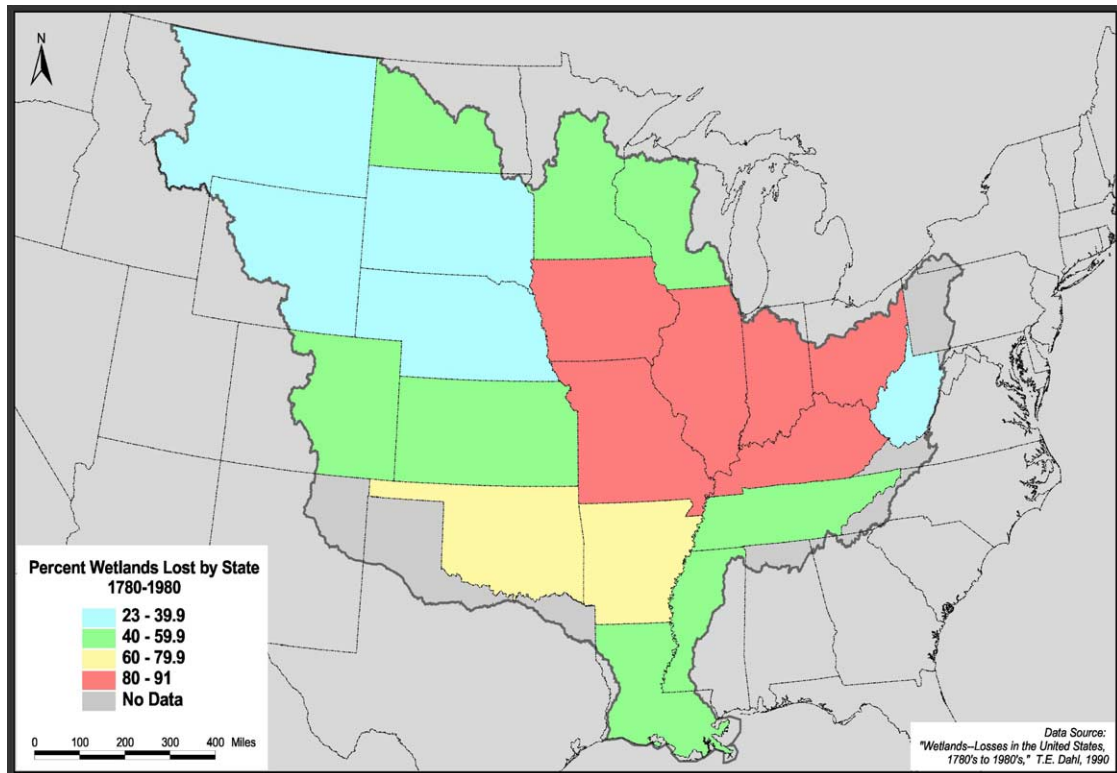 N
Percent Wetlands Lost by State
1780-1980
23 - 39.9
40 - 59.9
60 - 79.9
80 - 91
No Data
0 100 200 300 400 Miles
Data Source:
"Wetlands--Losses in the United States,
1780's to 1980's," T.E. Dahl, 1990